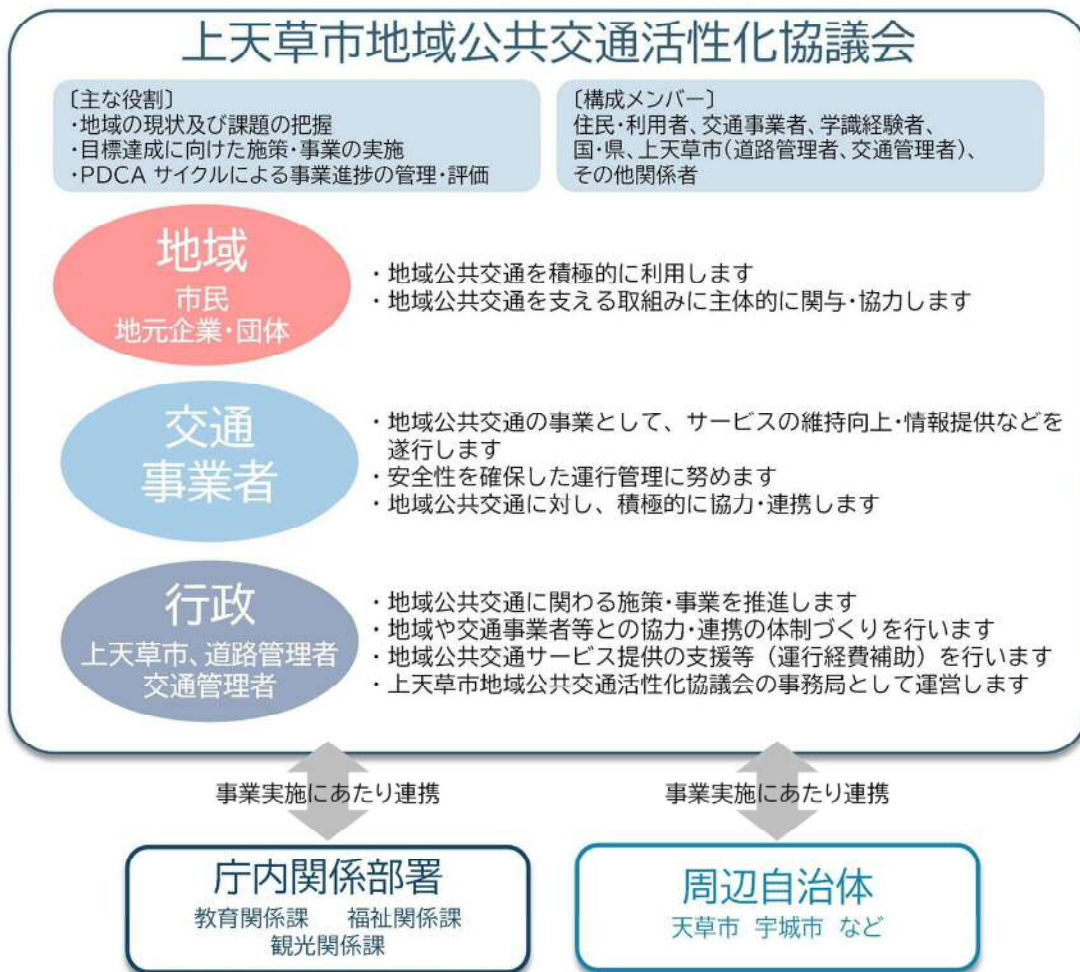 上天草市地域公共交通活性化協議会
〔主な役割〕
・地域の現状及び課題の把握
・目標達成に向けた施策・事業の実施
・PDCA サイクルによる事業進捗の管理・評価
〔構成メンバー〕
住民・利用者、交通事業者、学識経験者、
国・県、上天草市(道路管理者、交通管理者)、
その他関係者
地域
市民
地元企業・団体
・地域公共交通を積極的に利用します
・地域公共交通を支える取組みに主体的に関与・協力します
交通
事業者
・地域公共交通の事業として、サービスの維持向上・情報提供などを
遂行します
・安全性を確保した運行管理に努めます
・地域公共交通に対し、積極的に協力・連携します
行政
上天草市、道路管理者
交通管理者
・地域公共交通に関わる施策・事業を推進します
・地域や交通事業者等との協力・連携の体制づくりを行います
・地域公共交通サービス提供の支援等（運行経費補助）を行います
・上天草市地域公共交通活性化協議会の事務局として運営します
事業実施にあたり連携
事業実施にあたり連携
庁内関係部署
教育関係課 福祉関係課
観光関係課
周辺自治体
天草市 宇城市 など